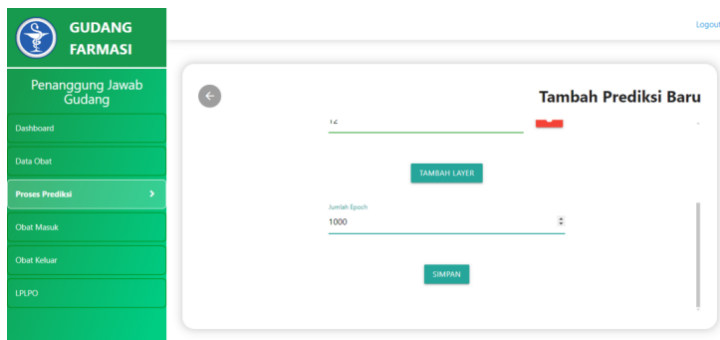 GUDANG
FARMASI
Logout
Penanggung Jawab
Gudang
Dashboard
Data Obat
Proses Prediksi
Obat Masuk
Obat Keluar
LPLPO
Tambah Prediksi Baru
12
TAMBAH LAYER
Jumlah Epoch
1000
SIMPAN